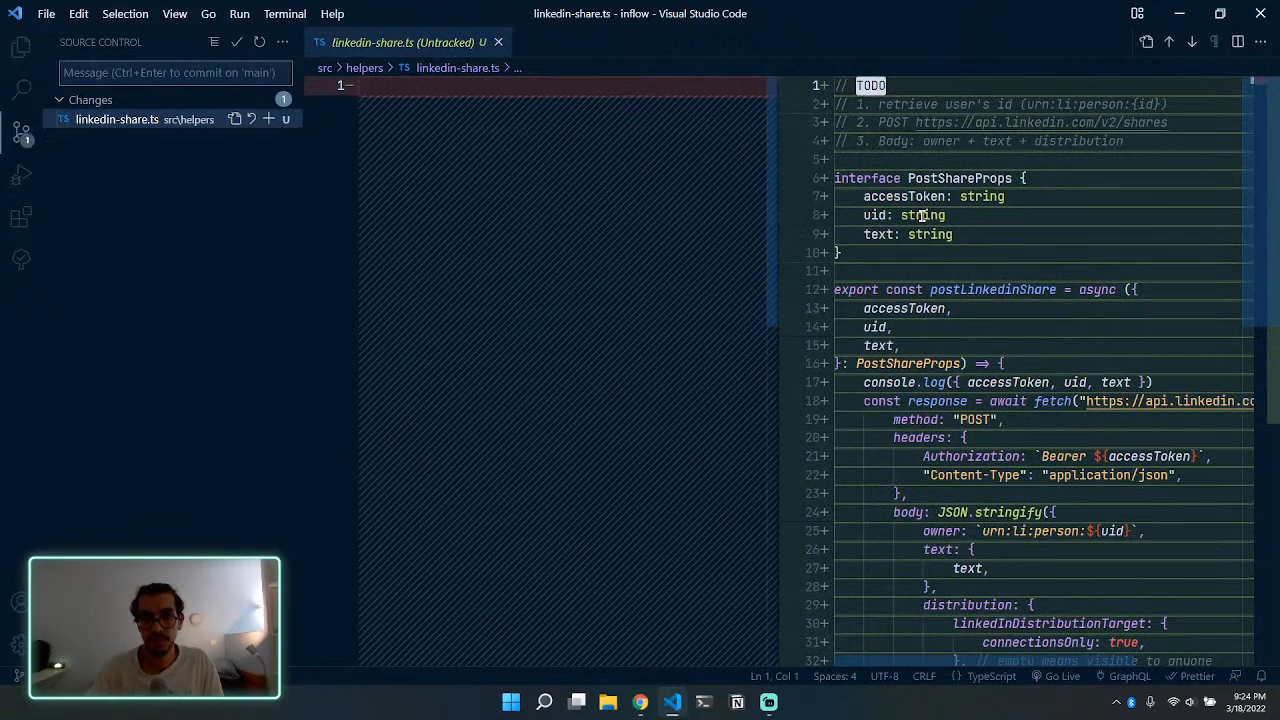 File Edit Selection View Go Run Terminal Help
linkedin-share.ts - inflow - Visual Studio Code
SOURCE CONTROL
Message (Ctrl+Enter to commit on 'main')
Changes 1
linkedin-share.ts src\helpers U
1
TS linkedin-share.ts (Untracked) U
src > helpers > TS linkedin-share.ts > ...
1
1+ // TODO
2+ // 1. retrieve user's id (urn:li:person:{id})
3+ // 2. POST https://api.linkedin.com/v2/shares
4+ // 3. Body: owner + text + distribution
5+
6+ interface PostShareProps {
7+ accessToken: string
8+ uid: string
9+ text: string
10+ }
11+
12+ export const postLinkedinShare = async ({
13+ accessToken,
14+ uid,
15+ text,
16+ }: PostShareProps) => {
17+ console.log({ accessToken, uid, text })
18+ const response = await fetch("https://api.linkedin.co
19+ method: "POST",
20+ headers: {
21+ Authorization: `Bearer ${accessToken}`,
22+ "Content-Type": "application/json",
23+ },
24+ body: JSON.stringify({
25+ owner: `urn:li:person:${uid}`,
26+ text: {
27+ text,
28+ },
29+ distribution: {
30+ linkedInDistributionTarget: {
31+ connectionsOnly: true,
32+ }, // empty means visible to anyone
Ln 1, Col 1 Spaces: 4 UTF-8 CRLF {} TypeScript Go Live GraphQL Prettier
9:24 PM
3/18/2022